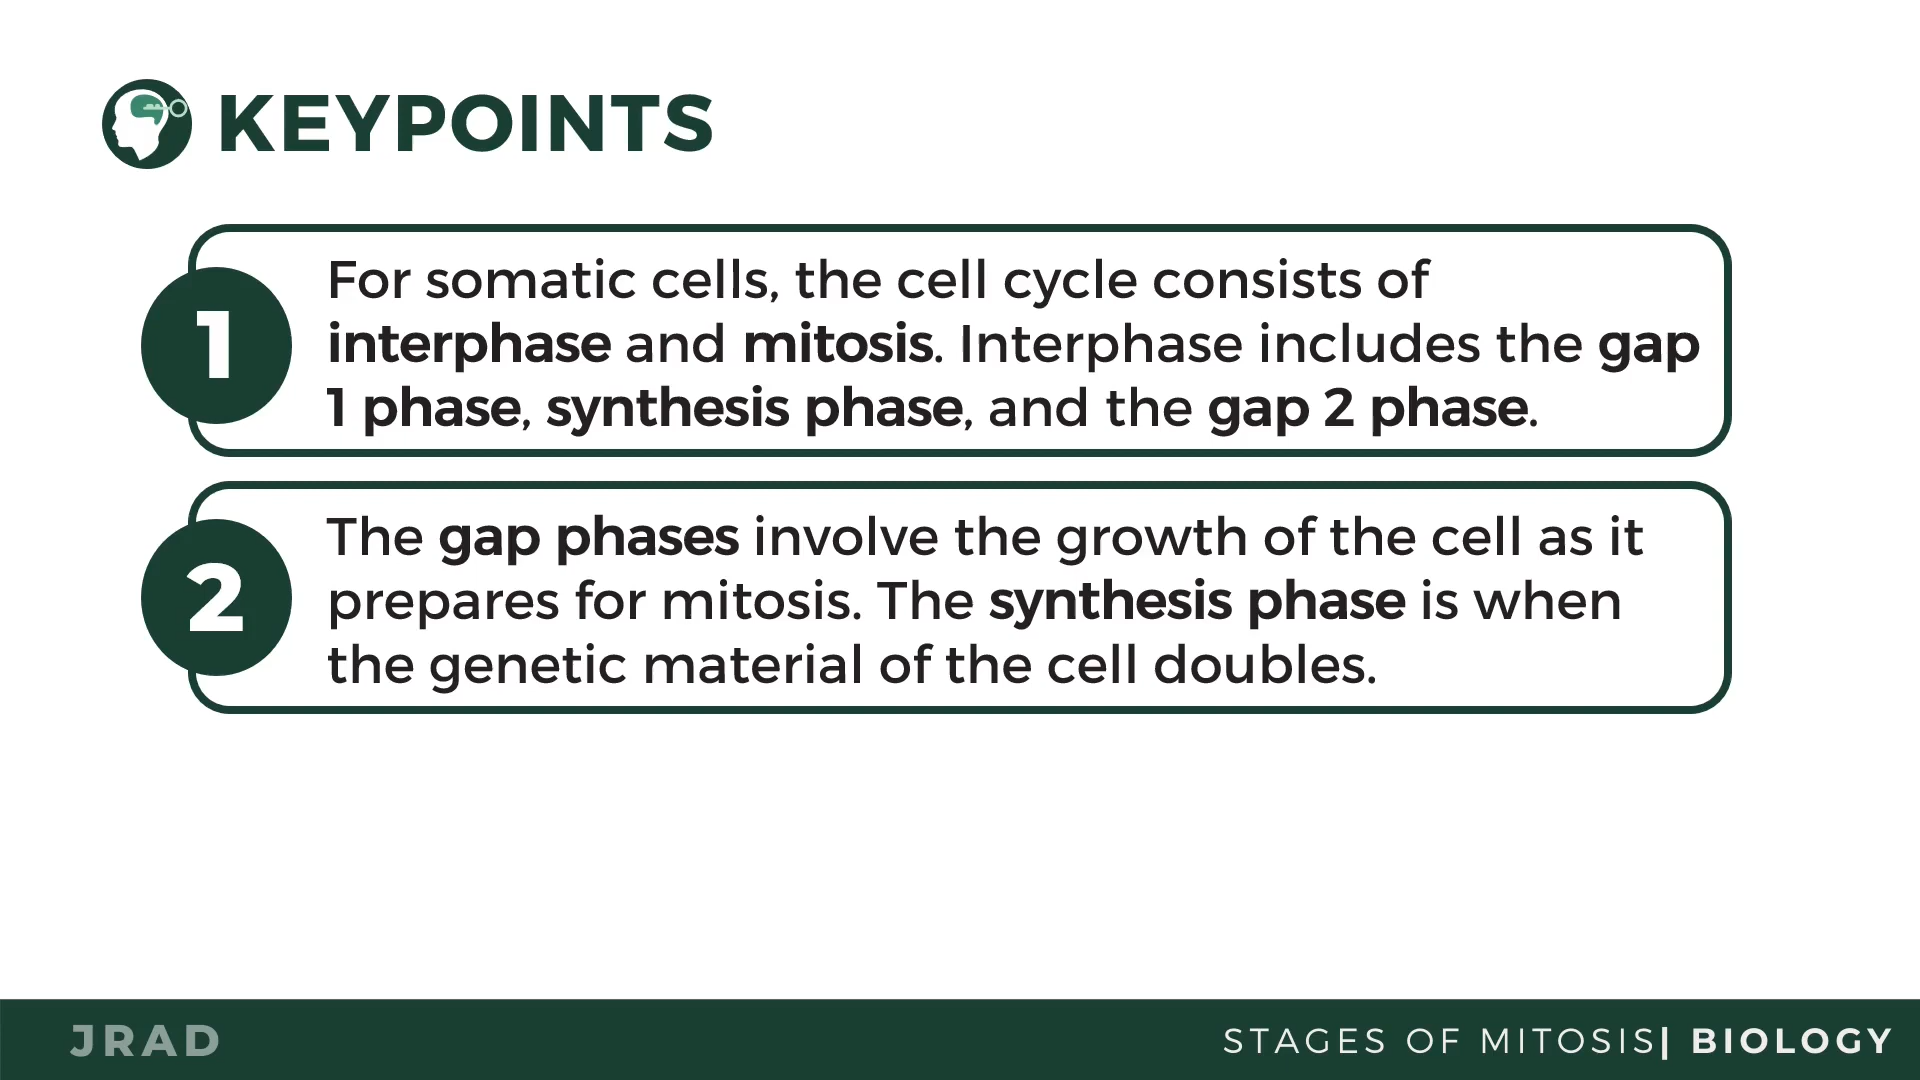 KEYPOINTS
1
For somatic cells, the cell cycle consists of
interphase and mitosis. Interphase includes the gap
1 phase, synthesis phase, and the gap 2 phase.
2
The gap phases involve the growth of the cell as it
prepares for mitosis. The synthesis phase is when
the genetic material of the cell doubles.
JRAD
STAGES OF MITOSIS| BIOLOGY